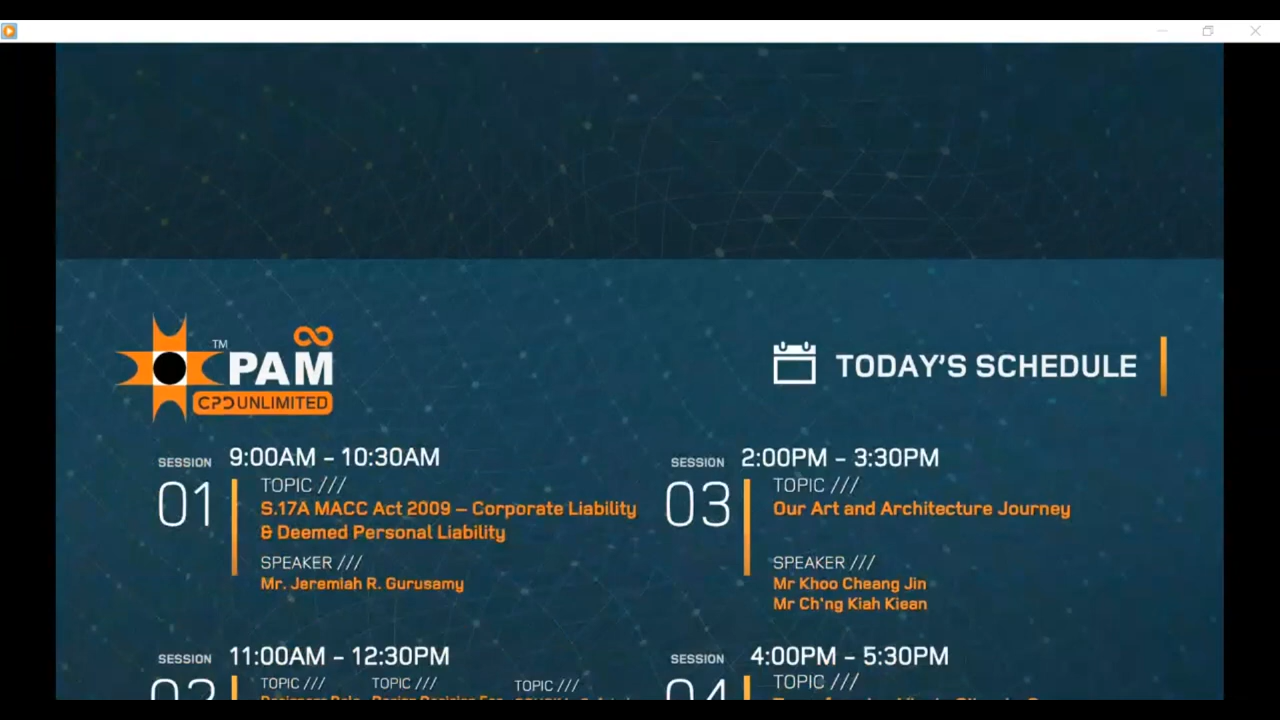 TM
PAM
CPD UNLIMITED
TODAY'S SCHEDULE
SESSION
01
9:00AM – 10:30AM
TOPIC ///
S.17A MACC Act 2009 – Corporate Liability
& Deemed Personal Liability
SPEAKER ///
Mr. Jeremiah R. Gurusamy
SESSION
03
2:00PM – 3:30PM
TOPIC ///
Our Art and Architecture Journey
SPEAKER ///
Mr Khoo Cheang Jin
Mr Ch'ng Kiah Kiean
SESSION
02
11:00AM – 12:30PM
TOPIC /// TOPIC /// TOPIC ///
SESSION
04
4:00PM – 5:30PM
TOPIC ///